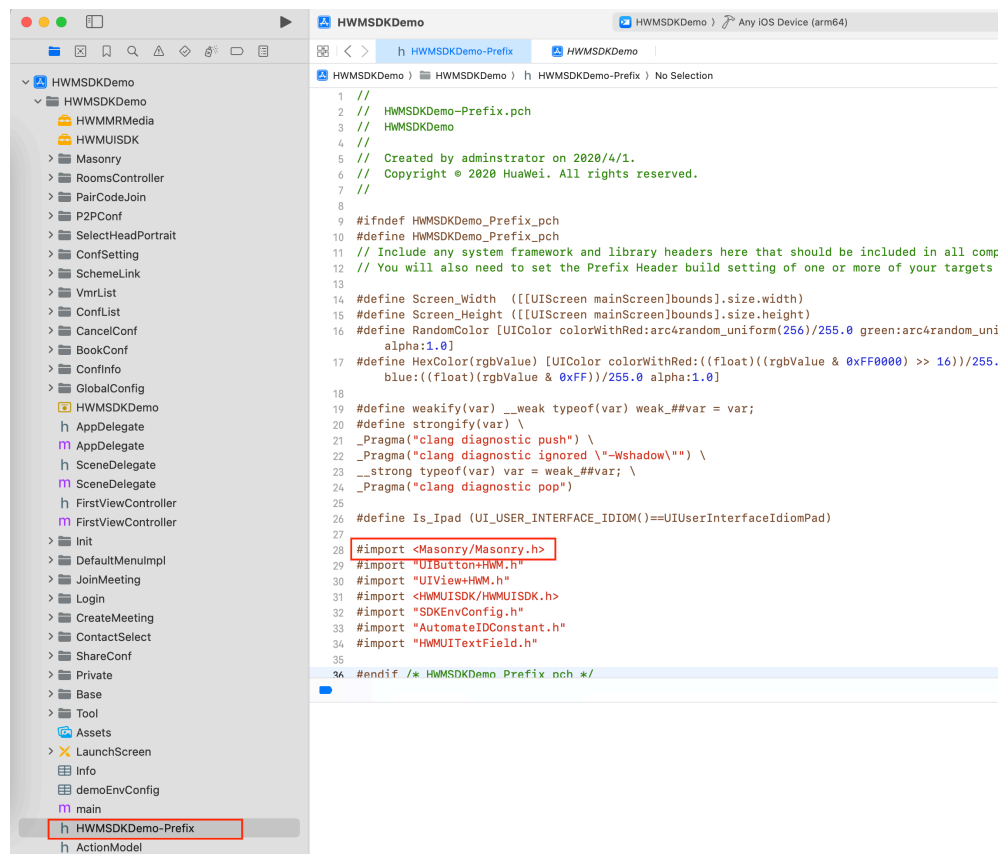 HWMSDKDemo
HWMSDKDemo 〉 Any iOS Device (arm64)
h HWMSDKDemo-Prefix
HWMSDKDemo
HWMSDKDemo 〉 HWMSDKDemo 〉 h HWMSDKDemo-Prefix 〉 No Selection
HWMSDKDemo
HWMSDKDemo
HWMMRMedia
HWMUISDK
Masonry
RoomsController
PairCodeJoin
P2PConf
SelectHeadPortrait
ConfSetting
SchemeLink
VmrList
ConfList
CancelConf
BookConf
ConfInfo
GlobalConfig
HWMSDKDemo
h AppDelegate
m AppDelegate
h SceneDelegate
m SceneDelegate
h FirstViewController
m FirstViewController
Init
DefaultMenuImpl
JoinMeeting
Login
CreateMeeting
ContactSelect
ShareConf
Private
Base
Tool
Assets
LaunchScreen
Info
demoEnvConfig
m main
h HWMSDKDemo-Prefix
h ActionModel
1 //
2 //  HWMSDKDemo-Prefix.pch
3 //  HWMSDKDemo
4 //
5 //  Created by adminstrator on 2020/4/1.
6 //  Copyright © 2020 HuaWei. All rights reserved.
7 //
8
9 #ifndef HWMSDKDemo_Prefix_pch
10 #define HWMSDKDemo_Prefix_pch
11 // Include any system framework and library headers here that should be included in all comp
12 // You will also need to set the Prefix Header build setting of one or more of your targets
13
14 #define Screen_Width  ([[UIScreen mainScreen]bounds].size.width)
15 #define Screen_Height ([[UIScreen mainScreen]bounds].size.height)
16 #define RandomColor [UIColor colorWithRed:arc4random_uniform(256)/255.0 green:arc4random_uni
alpha:1.0]
17 #define HexColor(rgbValue) [UIColor colorWithRed:((float)((rgbValue & 0xFF0000) >> 16))/255.
blue:((float)(rgbValue & 0xFF))/255.0 alpha:1.0]
18
19 #define weakify(var) __weak typeof(var) weak_##var = var;
20 #define strongify(var) \
21 _Pragma("clang diagnostic push") \
22 _Pragma("clang diagnostic ignored \"-Wshadow\"") \
23 __strong typeof(var) var = weak_##var; \
24 _Pragma("clang diagnostic pop")
25
26 #define Is_Ipad (UI_USER_INTERFACE_IDIOM()==UIUserInterfaceIdiomPad)
27
28 #import <Masonry/Masonry.h>
29 #import "UIButton+HWM.h"
30 #import "UIView+HWM.h"
31 #import <HWMUISDK/HWMUISDK.h>
32 #import "SDKEnvConfig.h"
33 #import "AutomateIDConstant.h"
34 #import "HWMUITextField.h"
35
36 #endif /* HWMSDKDemo_Prefix_pch */